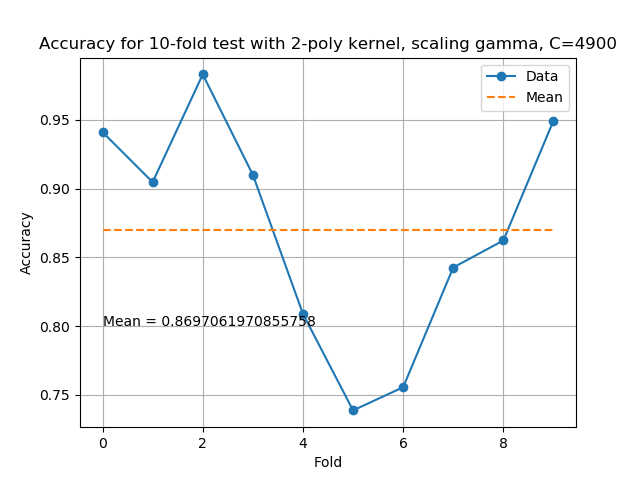 Accuracy for 10-fold test with 2-poly kernel, scaling gamma, C=4900
Data
Mean
0.95
0.90
0.85
0.80
0.75
Accuracy
Mean = 0.8697061970855758
0 2 4 6 8
Fold